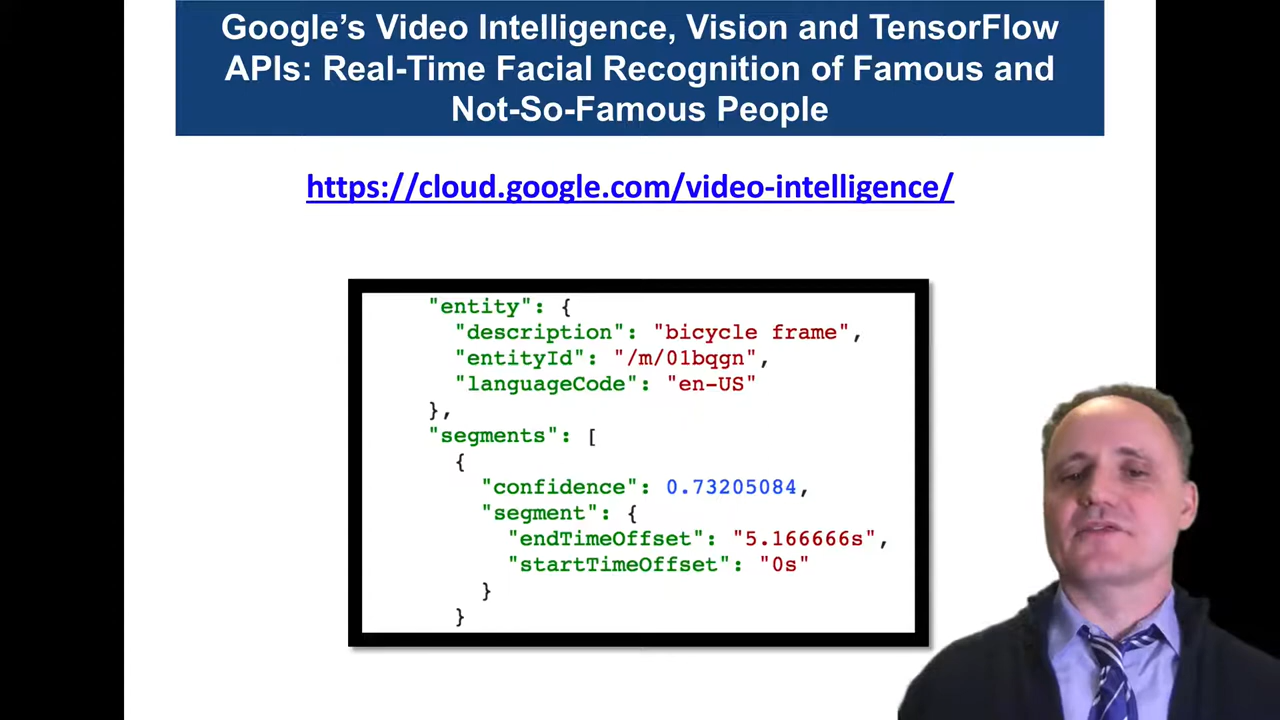 Google’s Video Intelligence, Vision and TensorFlow
APIs: Real-Time Facial Recognition of Famous and
Not-So-Famous People
https://cloud.google.com/video-intelligence/
"entity": {
"description": "bicycle frame",
"entityId": "/m/01bqgn",
"languageCode": "en-US"
},
"segments": [
{
"confidence": 0.73205084,
"segment": {
"endTimeOffset": "5.166666s",
"startTimeOffset": "0s"
}
}